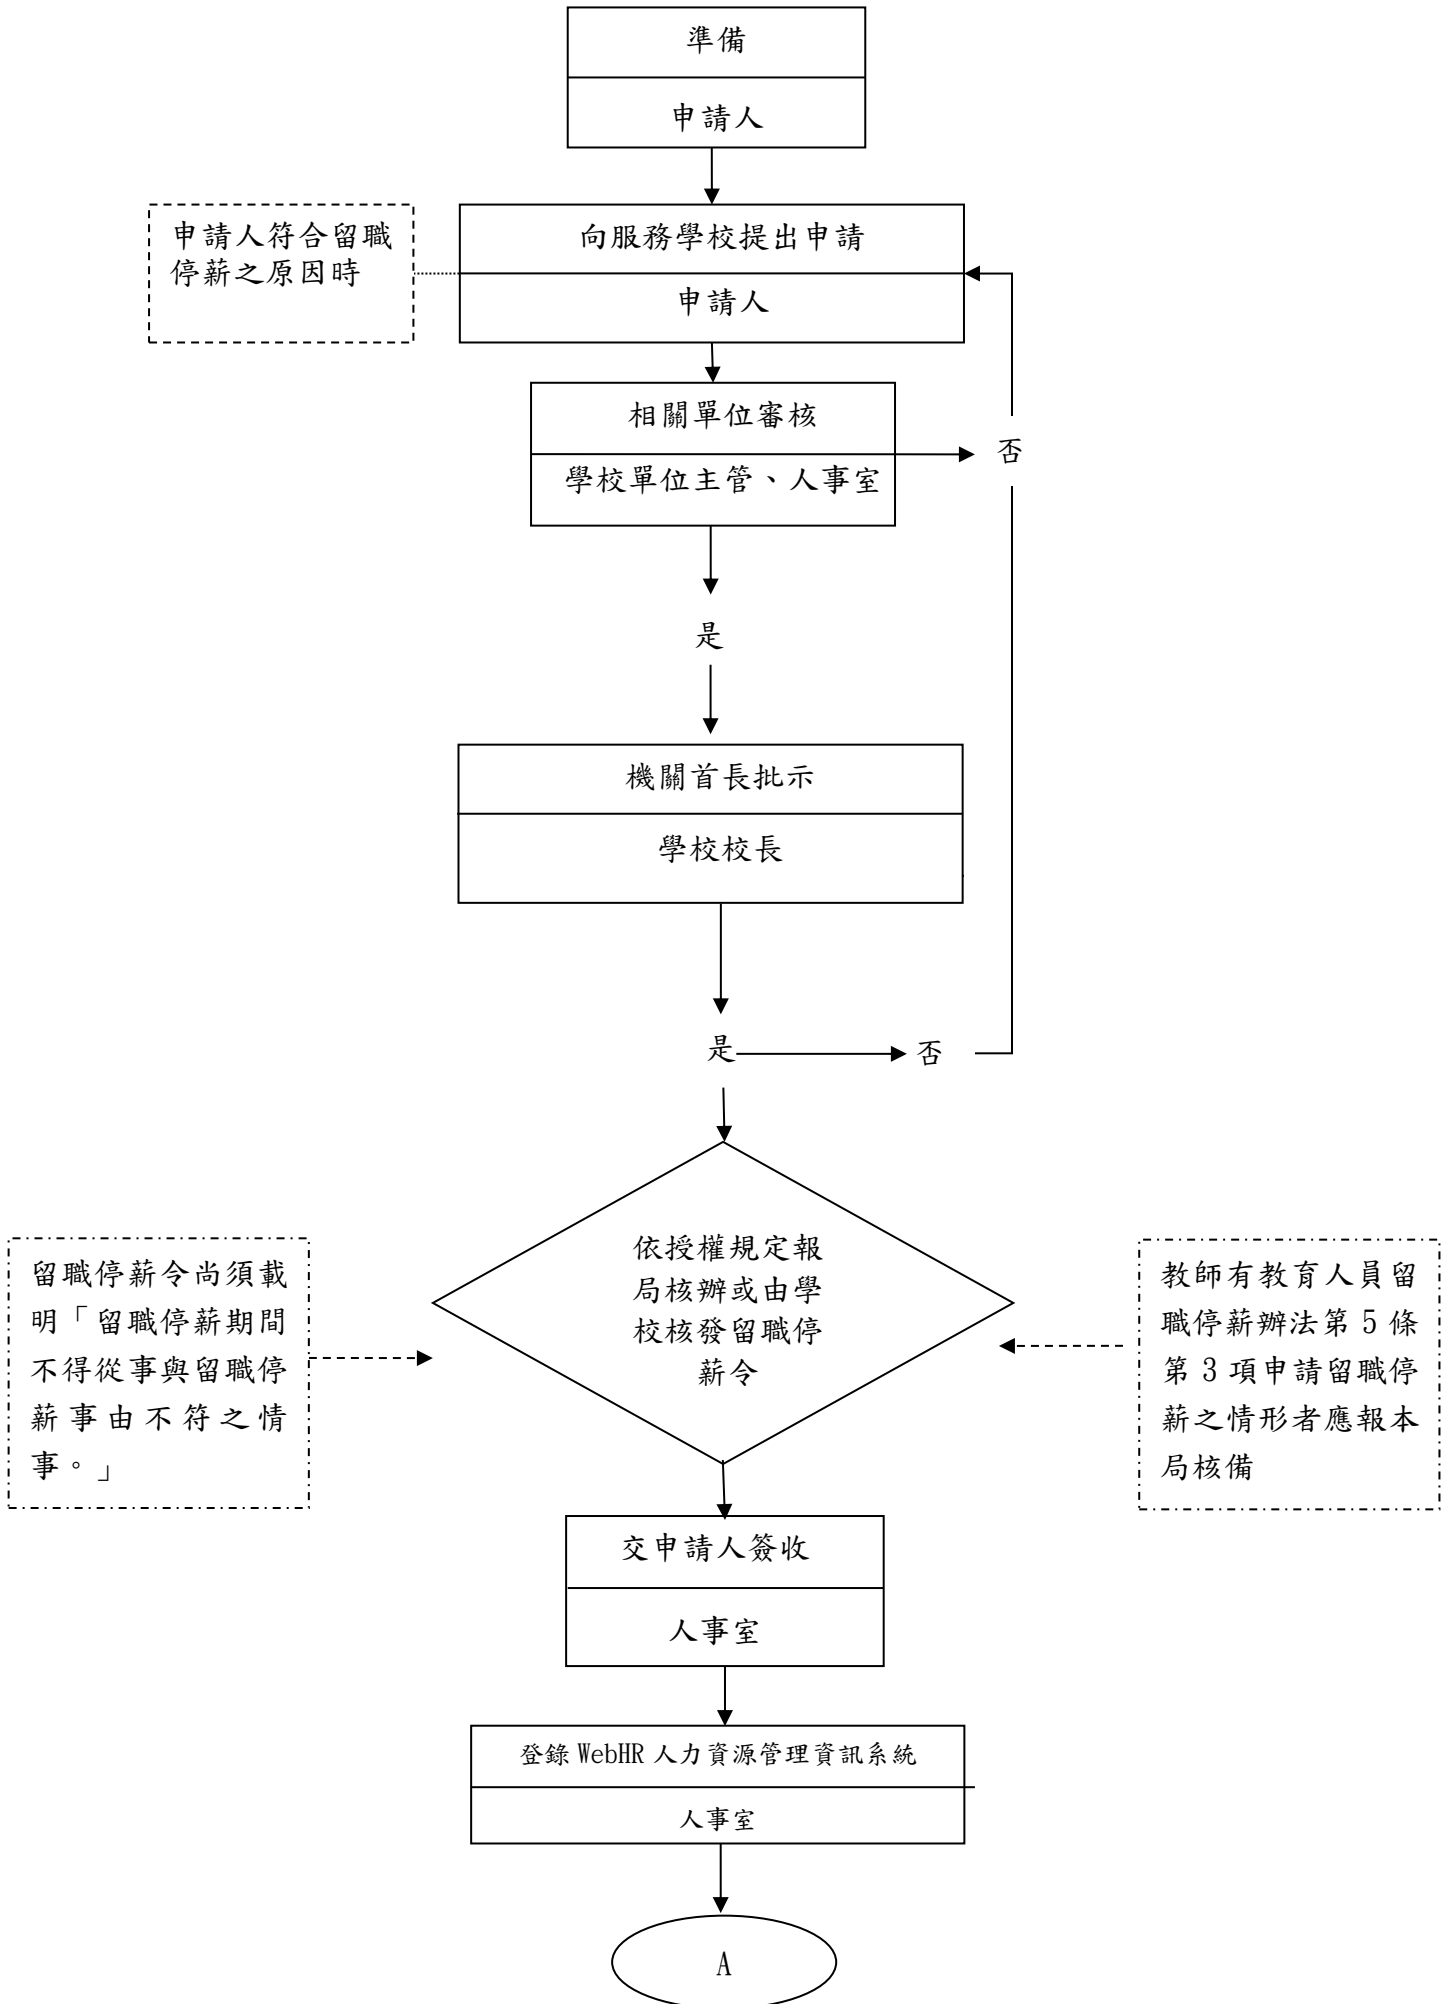 準備
申請人
申請人符合留職
停薪之原因時
向服務學校提出申請
申請人
相關單位審核
學校單位主管、人事室
否
是
機關首長批示
學校校長
是
否
依授權規定報
局核辦或由學
校核發留職停
薪令
留職停薪令尚須載
明「留職停薪期間
不得從事與留職停
薪事由不符之情
事。」
教師有教育人員留
職停薪辦法第 5 條
第 3 項申請留職停
薪之情形者應報本
局核備
交申請人簽收
人事室
登錄 WebHR 人力資源管理資訊系統
人事室
A